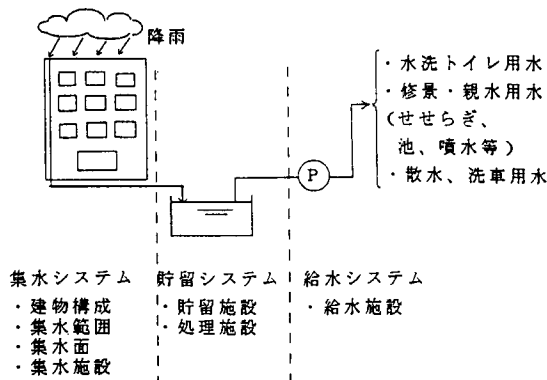 降雨
・水洗トイレ用水
・修景・親水用水
(せせらぎ、
池、噴水等)
・散水、洗車用水
P
集水システム
・建物構成
・集水範囲
・集水面
・集水施設
貯留システム
・貯留施設
・処理施設
給水システム
・給水施設